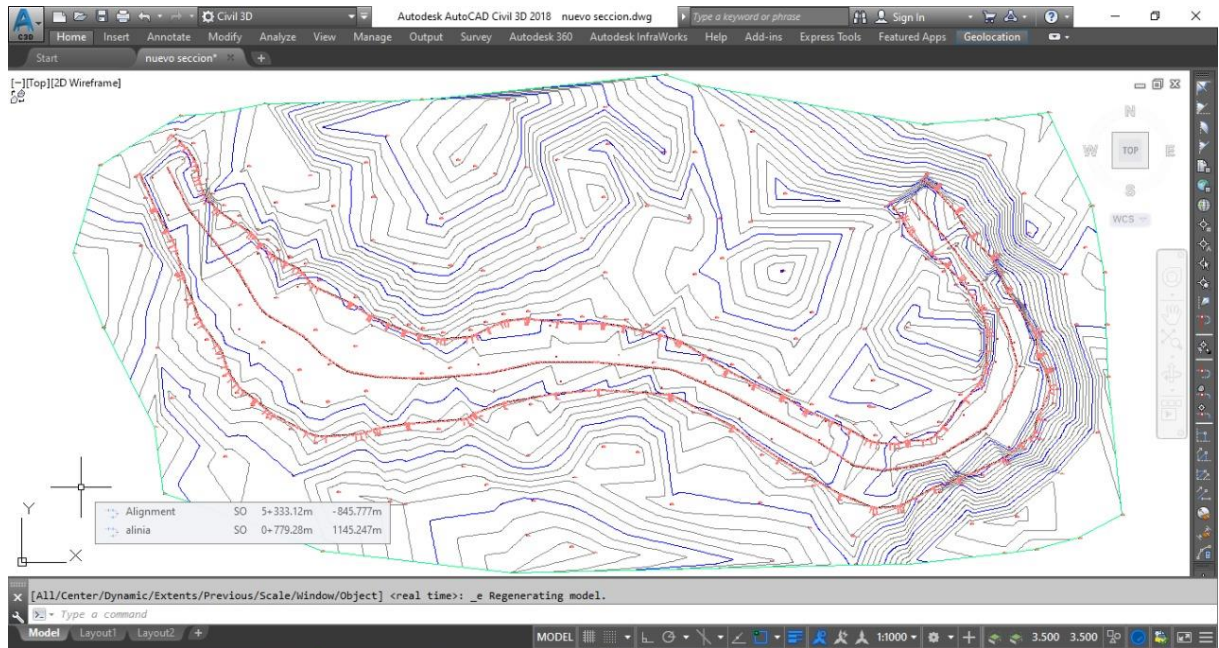 Civil 3D
Autodesk AutoCAD Civil 3D 2018 nuevo seccion.dwg
Type a keyword or phrase
Sign In
C3D
Home Insert Annotate Modify Analyze View Manage Output Survey Autodesk 360 Autodesk InfraWorks Help Add-ins Express Tools Featured Apps Geolocation
Start nuevo seccion*
[−][Top][2D Wireframe]
N
W TOP E
S
WCS
Y
X
Alignment SO 5+333.12m -845.777m
alinia SO 0+779.28m 1145.247m
[All/Center/Dynamic/Extents/Previous/Scale/Window/Object] <real time>: _e Regenerating model.
Type a command
Model Layout1 Layout2 +
MODEL 1:1000 3.500 3.500